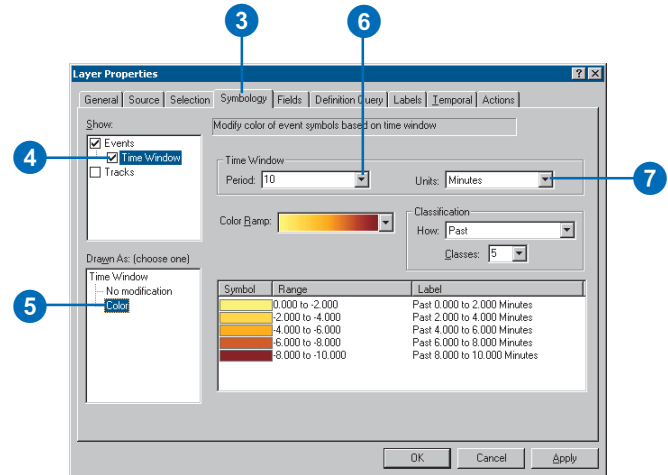 3
6
Layer Properties
General Source Selection Symbology Fields Definition Query Labels Temporal Actions
Show:
Modify color of event symbols based on time window
Events
4
Time Window
Tracks
Time Window
Period: 10
Units: Minutes
7
Color Ramp:
Classification
How: Past
Classes: 5
Drawn As: (choose one)
Time Window
No modification
5
Color
Symbol Range Label
0.000 to -2.000 Past 0.000 to 2.000 Minutes
-2.000 to -4.000 Past 2.000 to 4.000 Minutes
-4.000 to -6.000 Past 4.000 to 6.000 Minutes
-6.000 to -8.000 Past 6.000 to 8.000 Minutes
-8.000 to -10.000 Past 8.000 to 10.000 Minutes
OK Cancel Apply